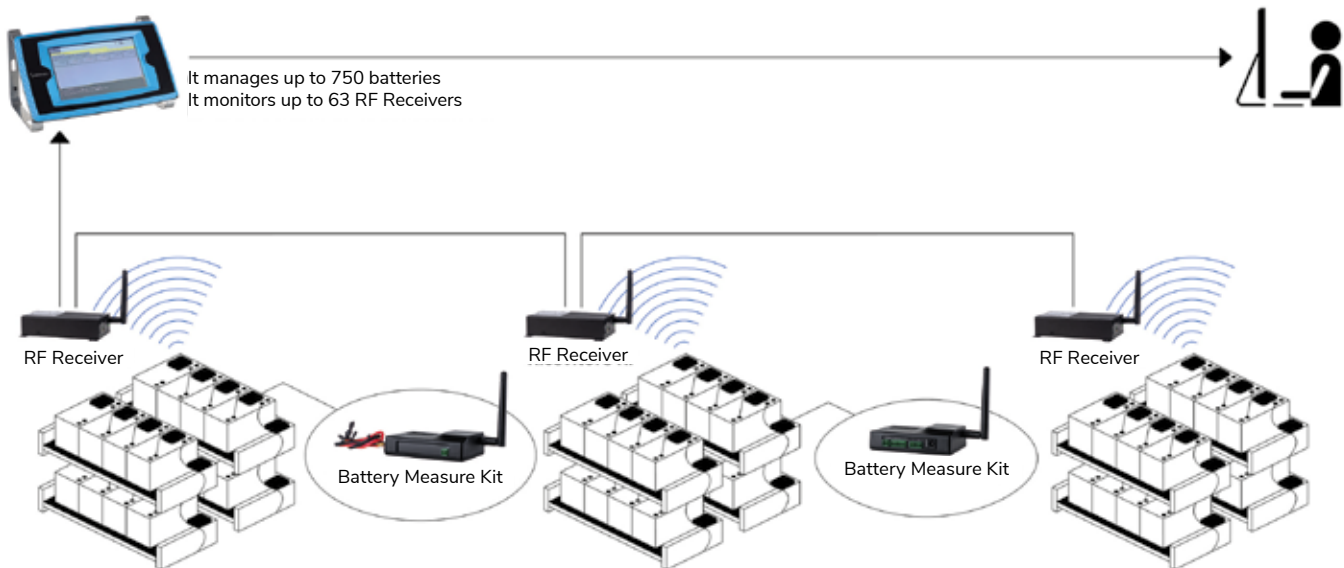 It manages up to 750 batteries
It monitors up to 63 RF Receivers
RF Receiver
RF Receiver
RF Receiver
Battery Measure Kit
Battery Measure Kit